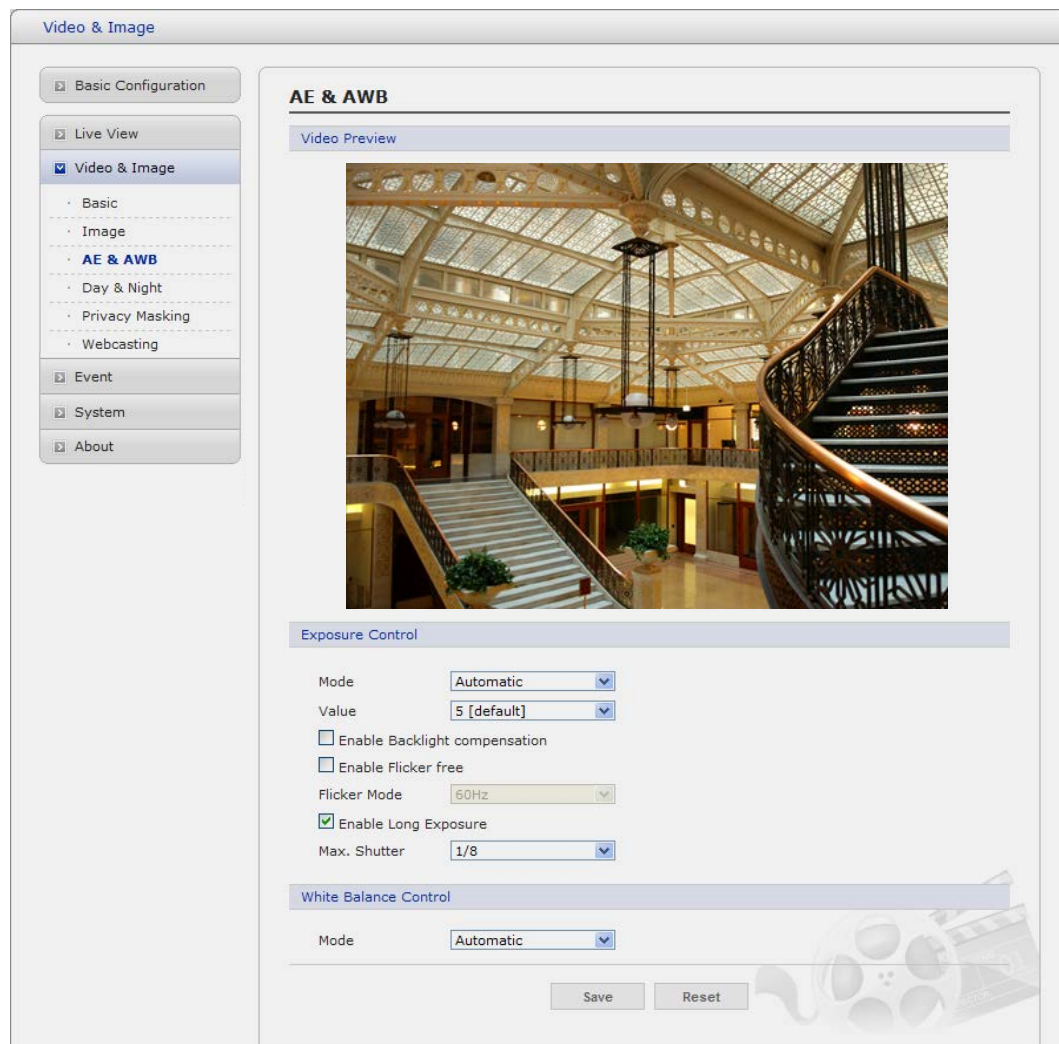 Video & Image
Basic Configuration
Live View
Video & Image
Basic
Image
AE & AWB
Day & Night
Privacy Masking
Webcasting
Event
System
About
AE & AWB
Video Preview
Exposure Control
Mode Automatic
Value 5 [default]
Enable Backlight compensation
Enable Flicker free
Flicker Mode 60Hz
Enable Long Exposure
Max. Shutter 1/8
White Balance Control
Mode Automatic
Save Reset